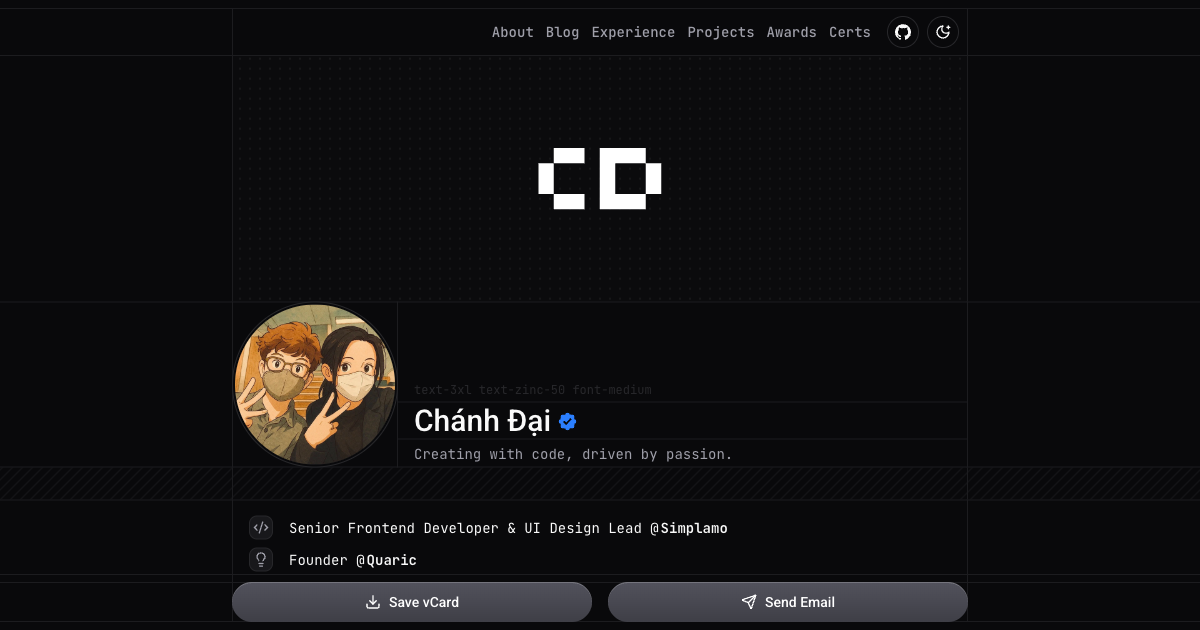 About Blog Experience Projects Awards Certs
CD
text-3xl text-zinc-50 font-medium
Chánh Đại
Creating with code, driven by passion.
Senior Frontend Developer & UI Design Lead @Simplamo
Founder @Quaric
Save vCard Send Email